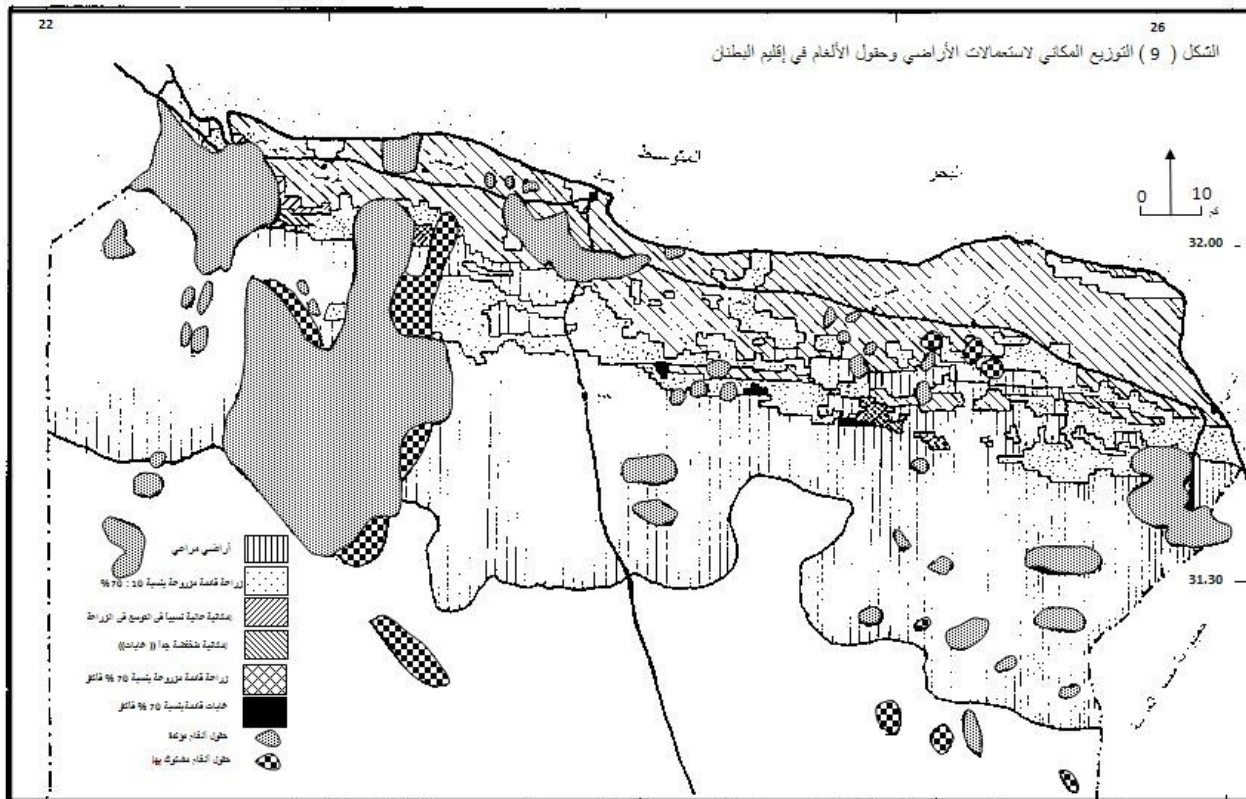 22
26
الشكل ( 9 ) التوزيع المكاني لاستعمالات الأراضي وحقول الألغام في إقليم البطنان
المتوسط
البحر
0 10
كم
32.00
31.30
أراضي مراعي
زراعة قائمة مزروعة بنسبة 10 : 70 %
إمكانية عالية نسبياً في التوسع في الزراعة
إمكانية منخفضة جداً (( غابات))
زراعة قائمة مزروعة بنسبة 70 % فأكثر
غابات قائمة بنسبة 70 % فأكثر
حقول ألغام مؤكدة
حقول ألغام مشكوك بها